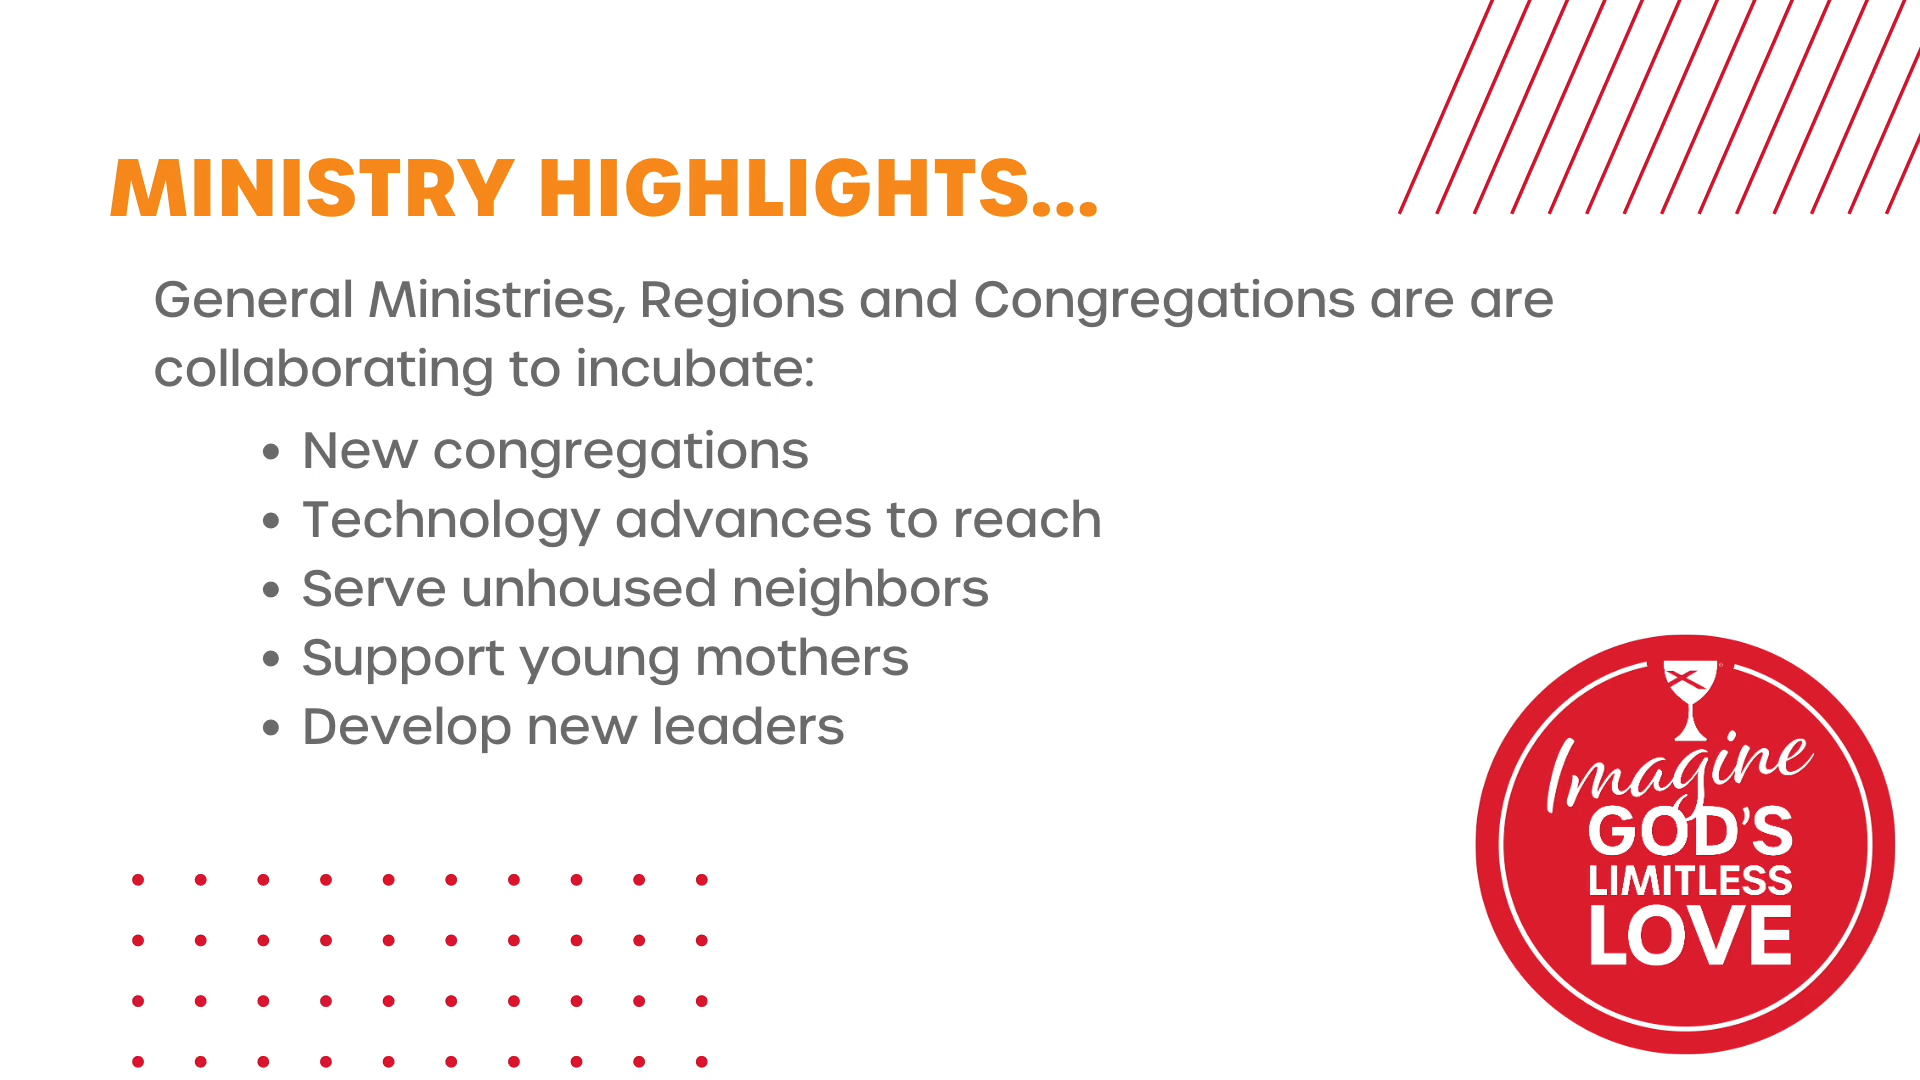 MINISTRY HIGHLIGHTS...
General Ministries, Regions and Congregations are are
collaborating to incubate:
• New congregations
• Technology advances to reach
• Serve unhoused neighbors
• Support young mothers
• Develop new leaders
Imagine
GOD'S
LIMITLESS
LOVE